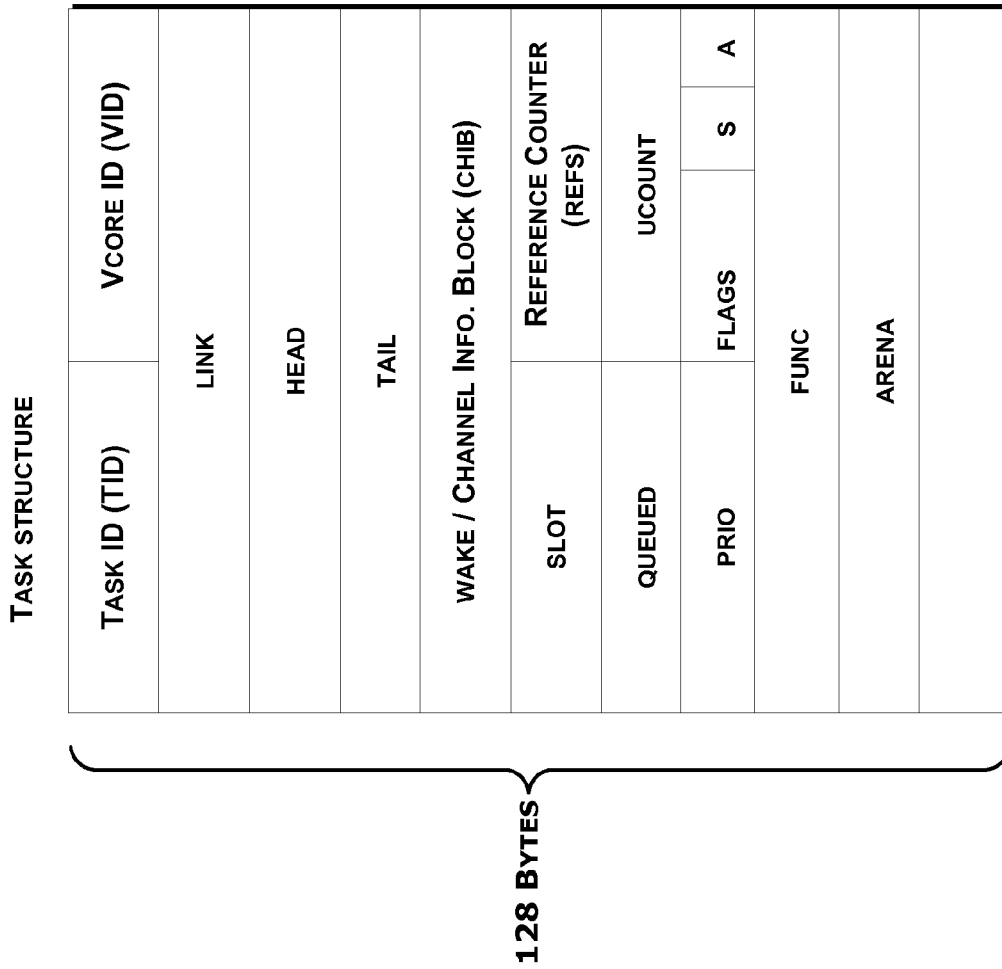 TASK STRUCTURE
TASK ID (TID)
VCORE ID (VID)
LINK
HEAD
TAIL
WAKE / CHANNEL INFO. BLOCK (CHIB)
SLOT
REFERENCE COUNTER
(REFS)
QUEUED
UCOUNT
PRIO
FLAGS
S
A
FUNC
ARENA
128 BYTES